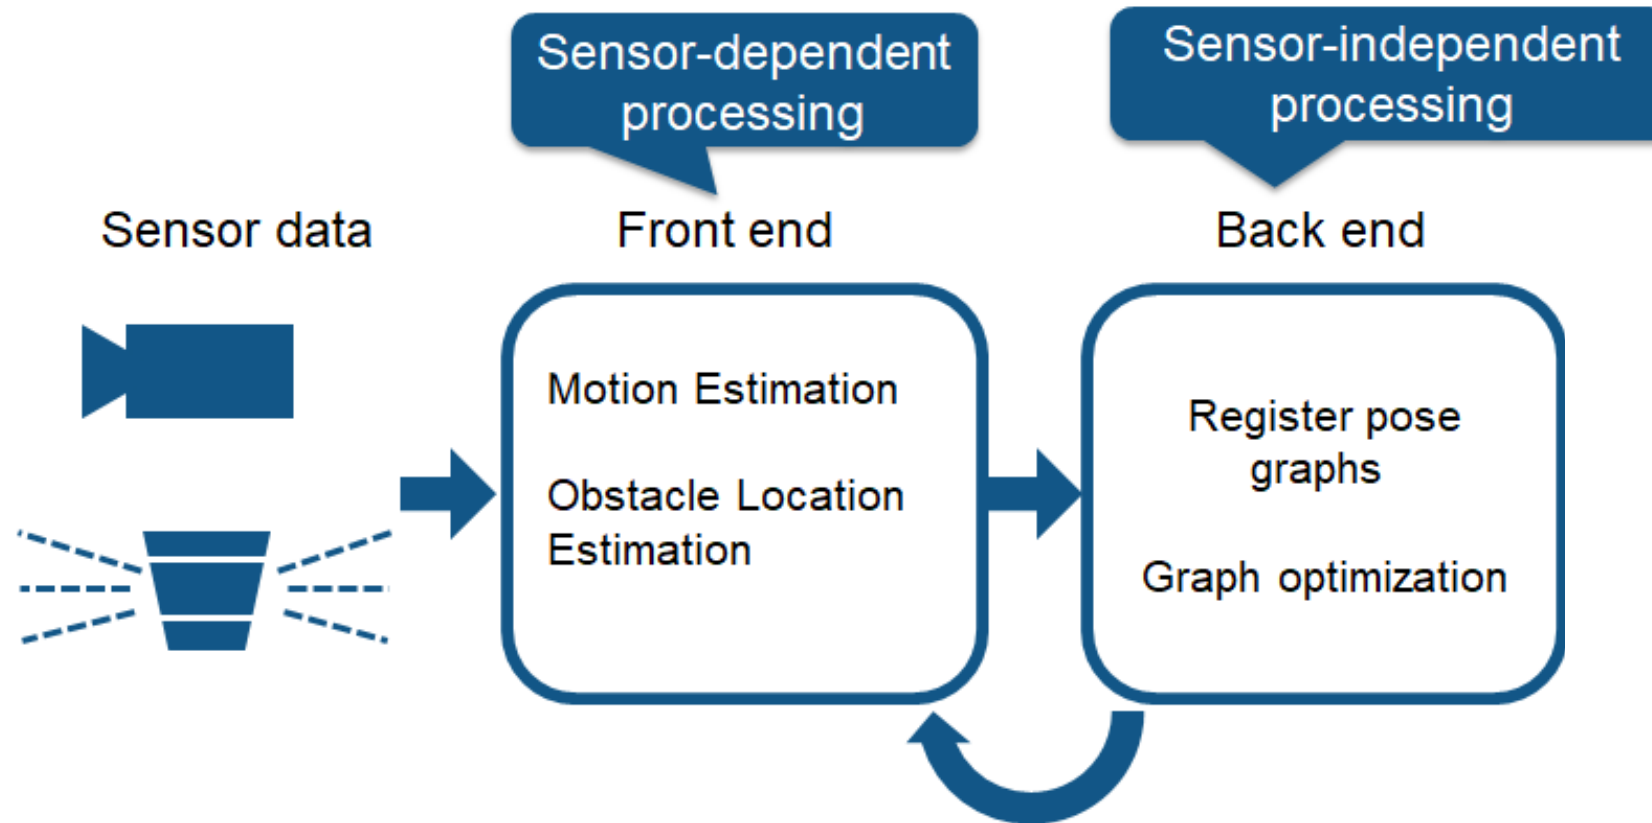 Sensor-dependent
processing
Sensor-independent
processing
Sensor data
Front end
Back end
Motion Estimation
Obstacle Location
Estimation
Register pose
graphs
Graph optimization